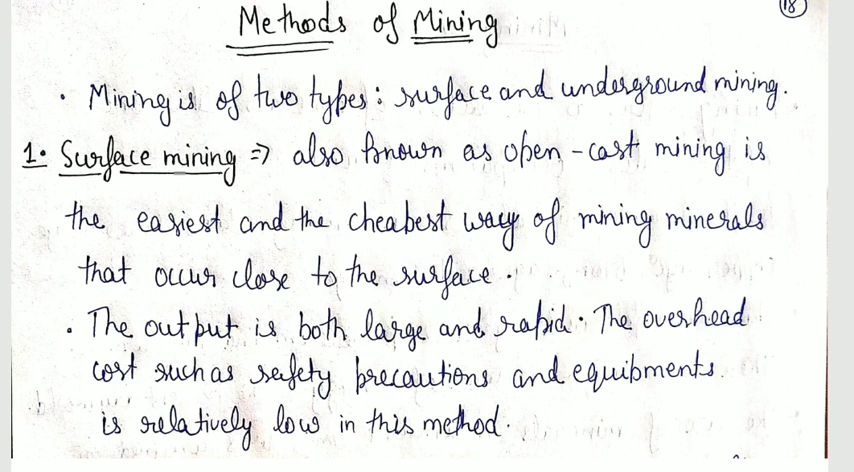 18
Methods of Mining
• Mining is of two types: surface and underground mining.
1. Surface mining ⇒ also known as open-cast mining is
the easiest and the cheapest way of mining minerals
that occur close to the surface.
• The output is both large and rapid. The overhead
cost such as safety precautions and equipments
is relatively low in this method.